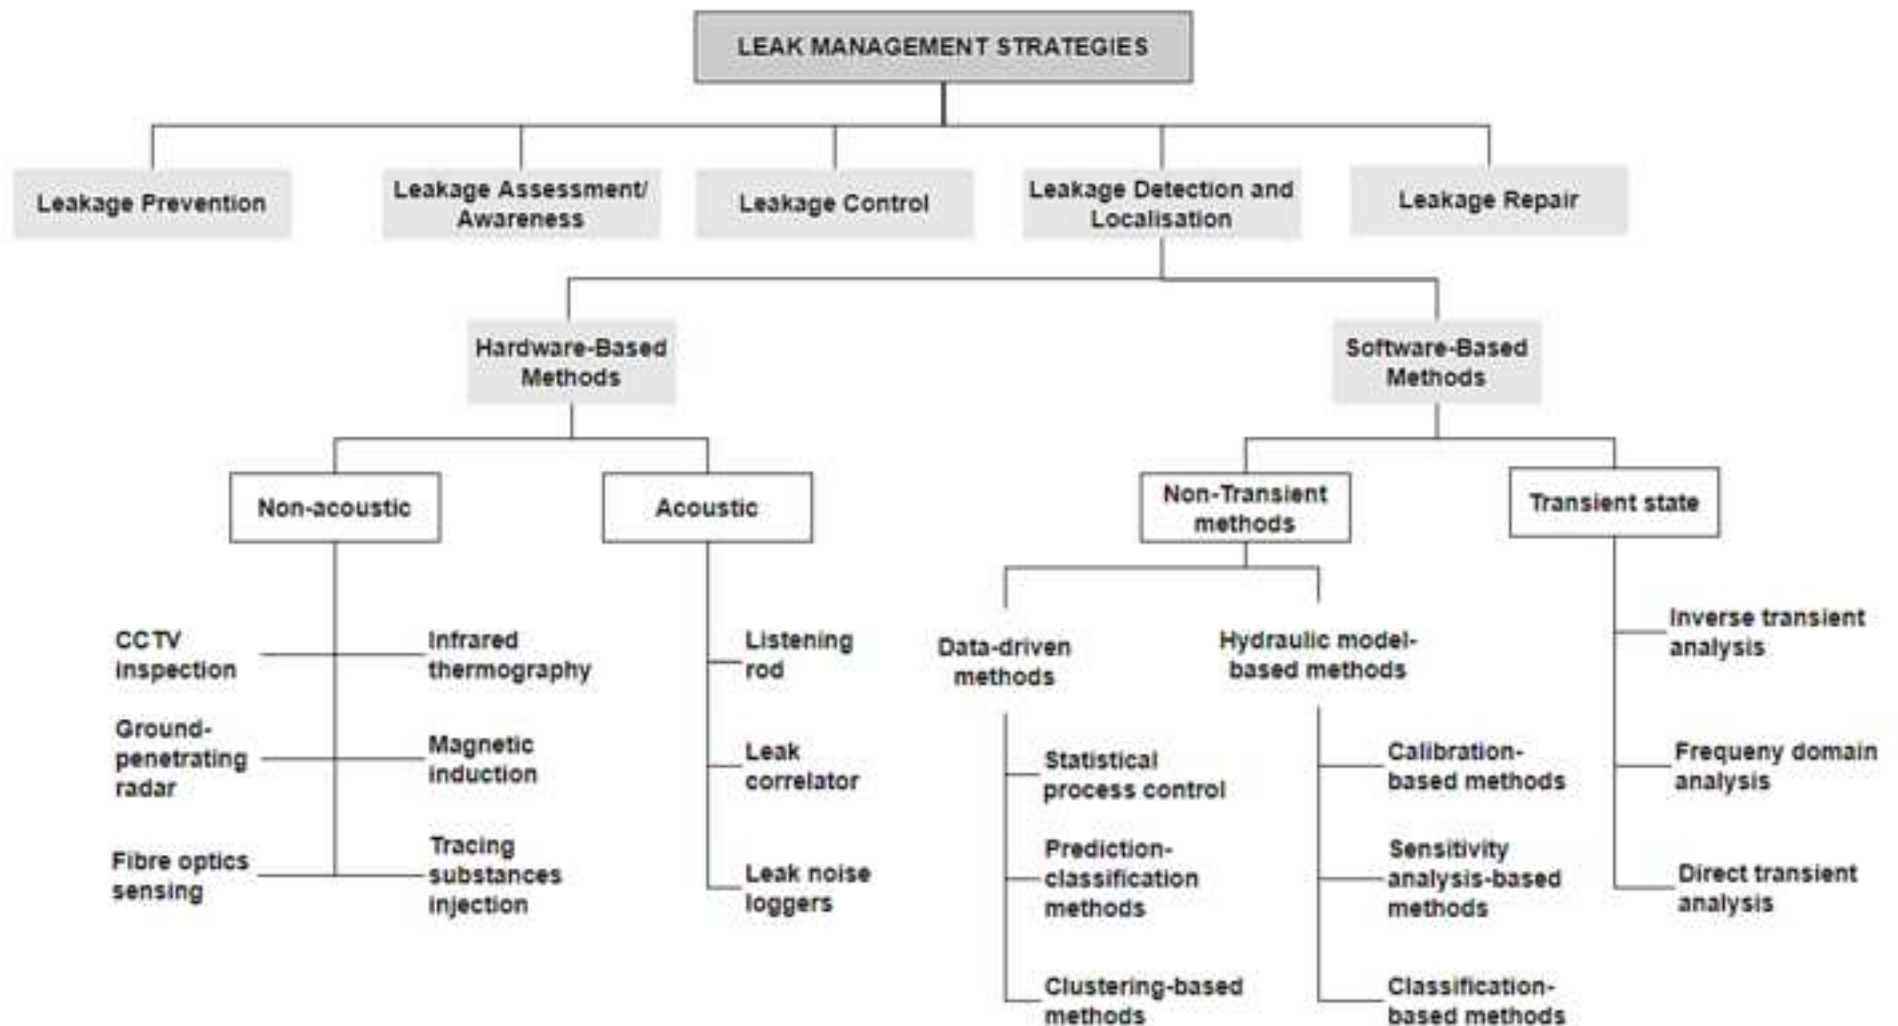 LEAK MANAGEMENT STRATEGIES
Leakage Prevention
Leakage Assessment/
Awareness
Leakage Control
Leakage Detection and
Localisation
Leakage Repair
Hardware-Based
Methods
Software-Based
Methods
Non-acoustic
Acoustic
Non-Transient
methods
Transient state
CCTV
inspection
Infrared
thermography
Ground-
penetrating
radar
Magnetic
induction
Fibre optics
sensing
Tracing
substances
injection
Listening
rod
Leak
correlator
Leak noise
loggers
Data-driven
methods
Statistical
process control
Prediction-
classification
methods
Clustering-based
methods
Hydraulic model-
based methods
Calibration-
based methods
Sensitivity
analysis-based
methods
Classification-
based methods
Inverse transient
analysis
Frequeny domain
analysis
Direct transient
analysis